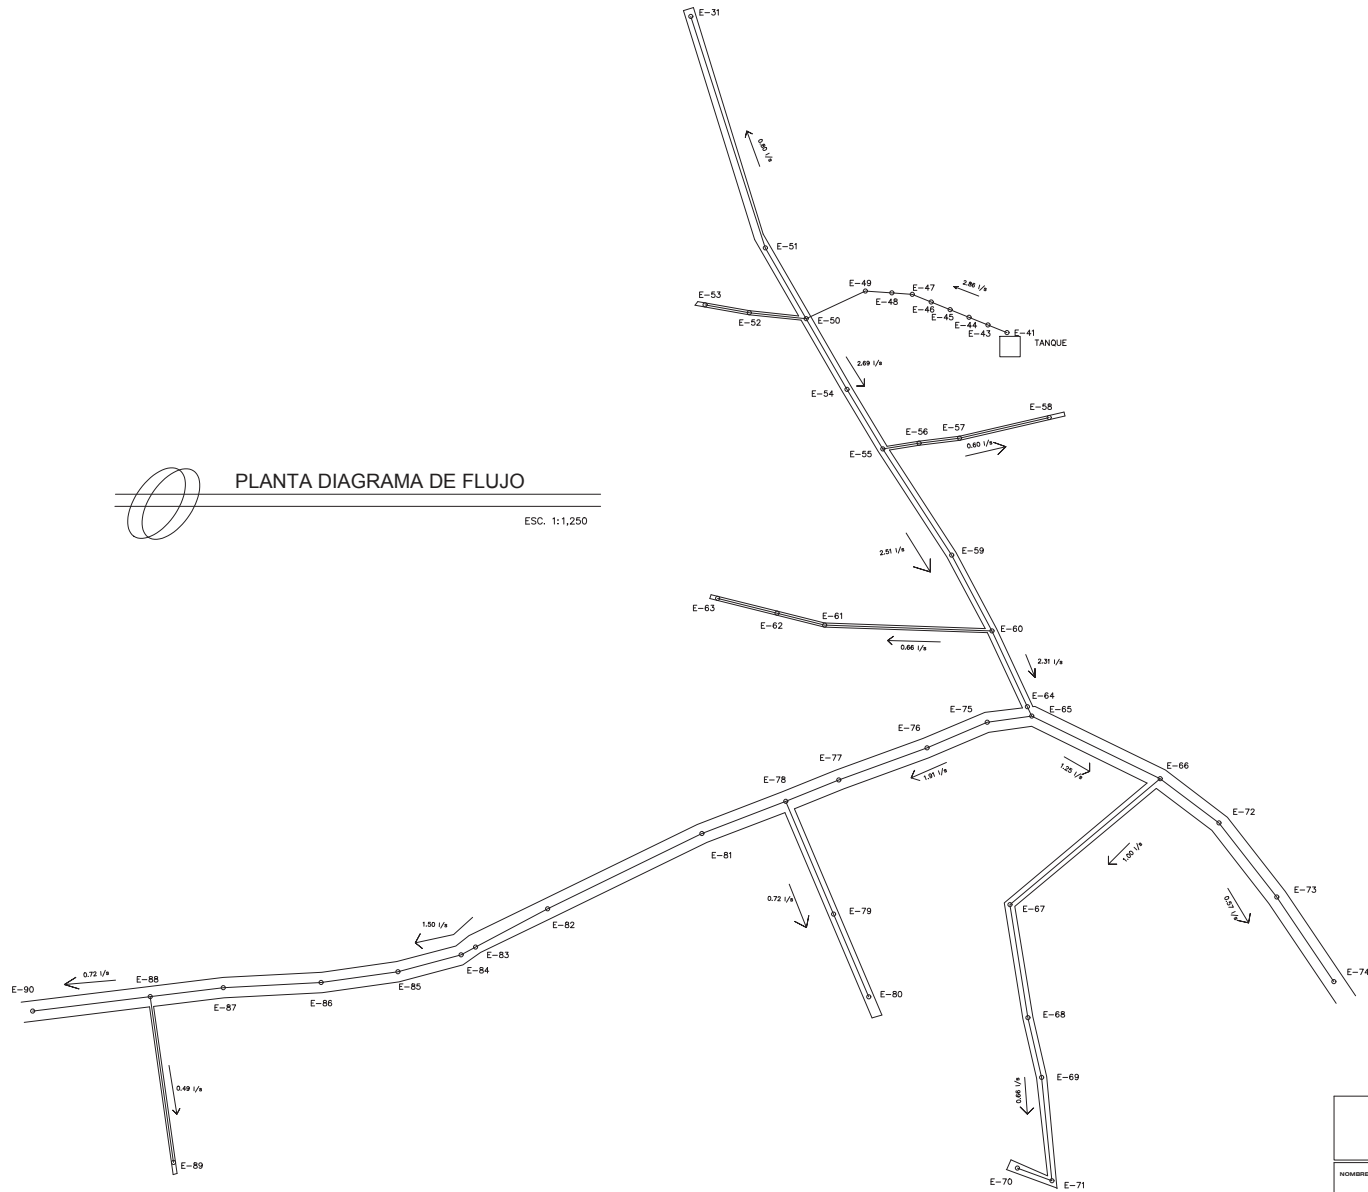 E-31
0.80 l/s
E-51
E-49
E-47
2.86 l/s
E-53
E-48
E-46
E-52
E-50
E-45
E-44
E-43
E-41
TANQUE
2.69 l/s
E-54
E-58
E-56
E-57
E-55
0.60 l/s
PLANTA DIAGRAMA DE FLUJO
ESC. 1:1,250
2.51 l/s
E-59
E-63
E-61
E-62
E-60
0.66 l/s
2.31 l/s
E-64
E-75
E-65
E-76
E-77
1.91 l/s
1.25 l/s
E-66
E-78
E-72
E-81
1.00 l/s
0.72 l/s
E-73
E-67
0.57 l/s
E-79
1.50 l/s
E-82
E-83
E-84
0.72 l/s
E-88
E-85
E-74
E-90
E-87
E-86
E-80
E-68
0.49 l/s
E-69
0.66 l/s
E-89
E-70
E-71
NOMBRE